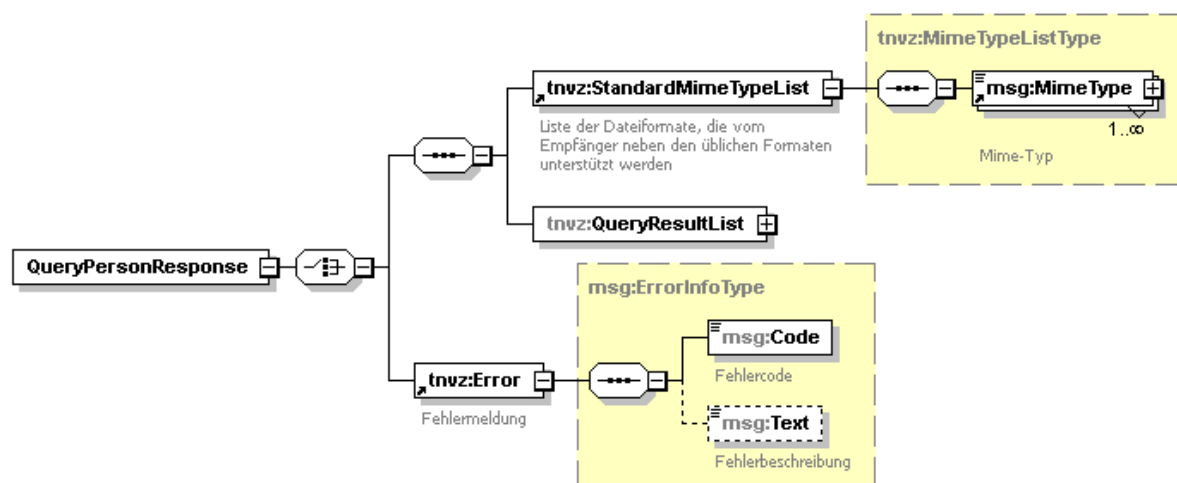 tnvz:MimeTypeListType
tnvz:StandardMimeTypeList
msg:MimeType
1..∞
Liste der Dateiformate, die vom
Empfänger neben den üblichen Formaten
unterstützt werden
Mime-Typ
tnvz:QueryResultList
QueryPersonResponse
msg:ErrorInfoType
msg:Code
Fehlercode
tnvz:Error
Fehlermeldung
msg:Text
Fehlerbeschreibung